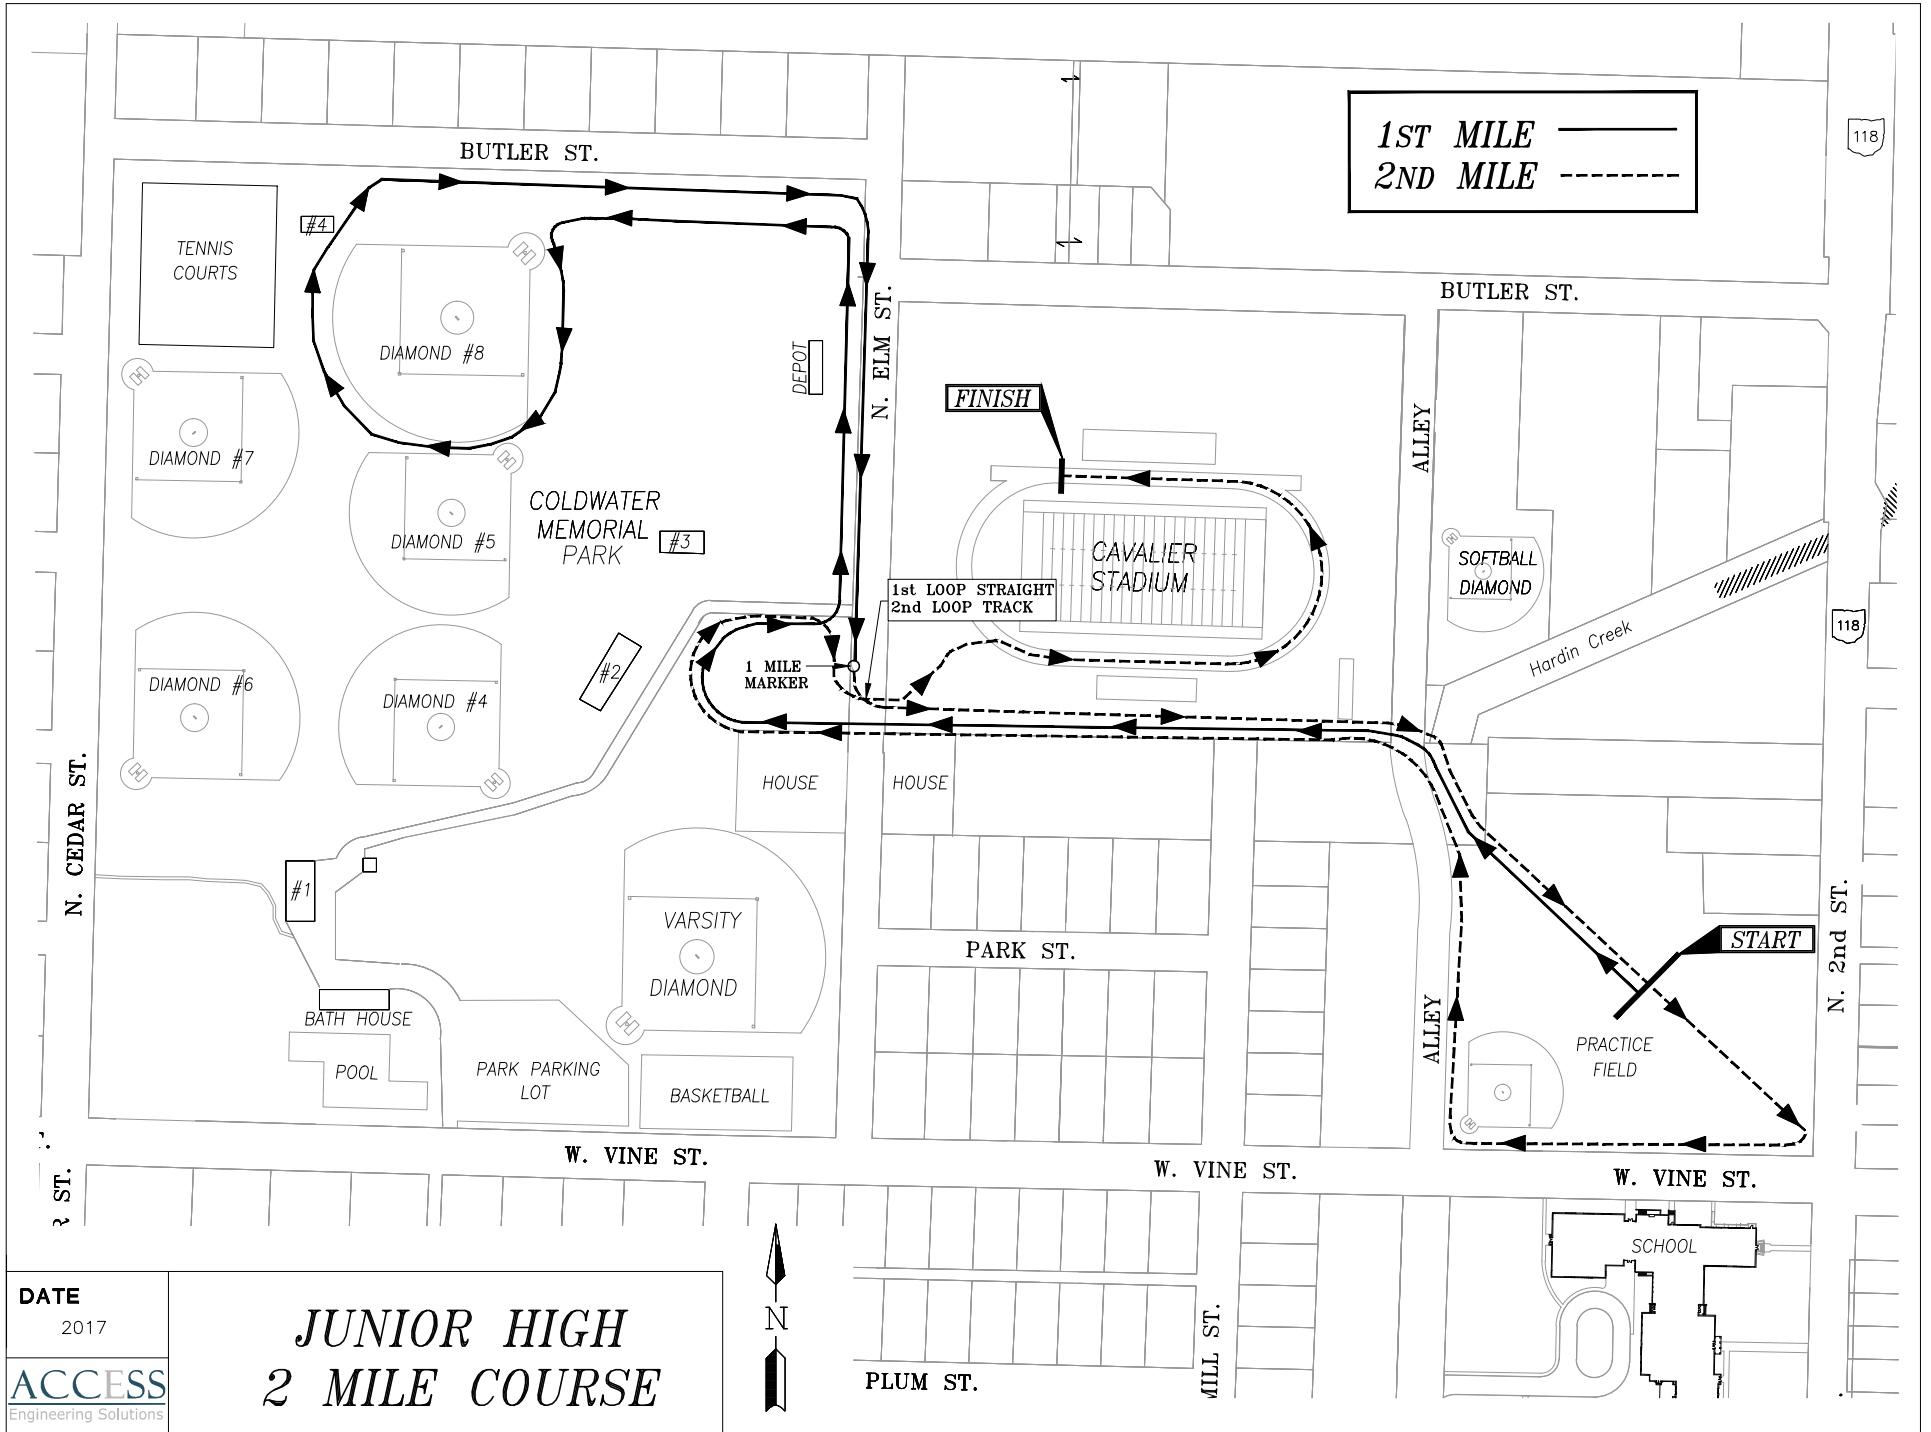 BUTLER ST.
1ST MILE
2ND MILE
118
#4
TENNIS
COURTS
DIAMOND #8
BUTLER ST.
N. ELM ST.
DEPOT
DIAMOND #7
FINISH
ALLEY
COLDWATER
MEMORIAL
PARK
#3
DIAMOND #5
CAVALIER
STADIUM
SOFTBALL
DIAMOND
1st LOOP STRAIGHT
2nd LOOP TRACK
118
Hardin Creek
#2
1 MILE
MARKER
DIAMOND #6
DIAMOND #4
N. CEDAR ST.
HOUSE
HOUSE
#1
VARSITY
DIAMOND
PARK ST.
START
N. 2nd ST.
ALLEY
BATH HOUSE
POOL
PARK PARKING
LOT
BASKETBALL
PRACTICE
FIELD
W. VINE ST.
W. VINE ST.
W. VINE ST.
R ST.
SCHOOL
N
MILL ST.
PLUM ST.
DATE
2017
JUNIOR HIGH
2 MILE COURSE
ACCESS
Engineering Solutions